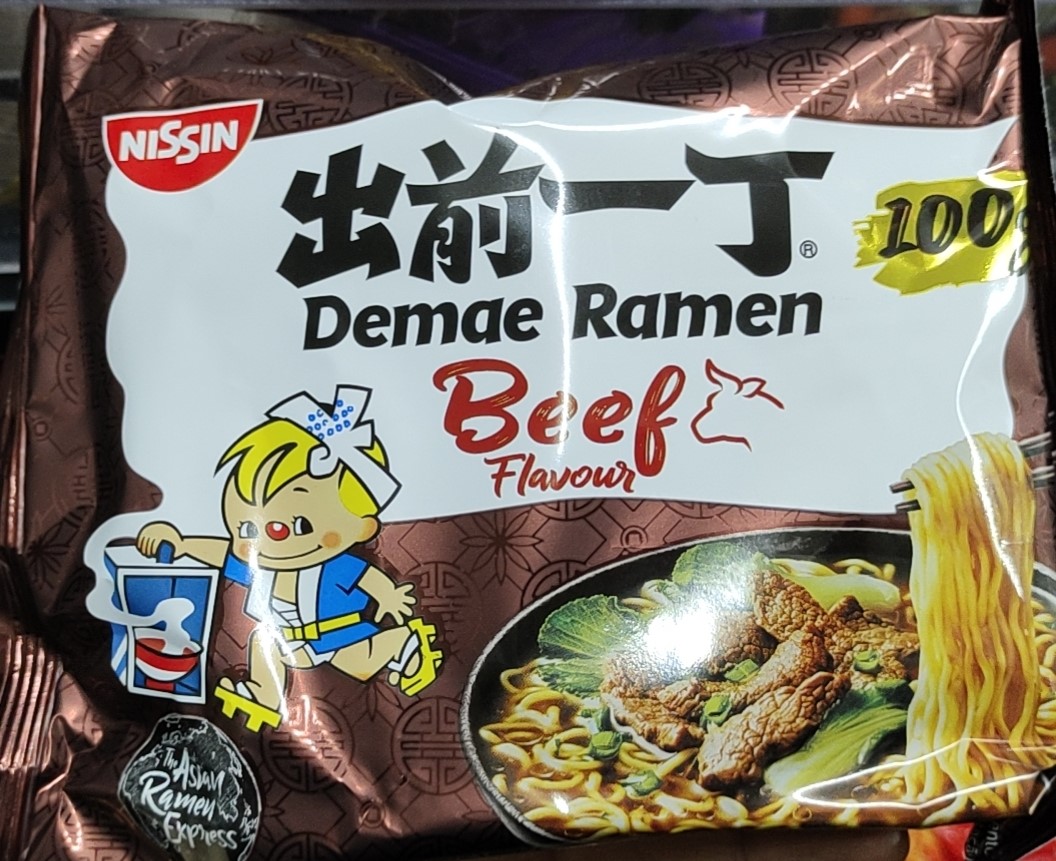 NISSIN
出前一丁®
100g
Demae Ramen
Beef
Flavour
The
Asian
Ramen
Express